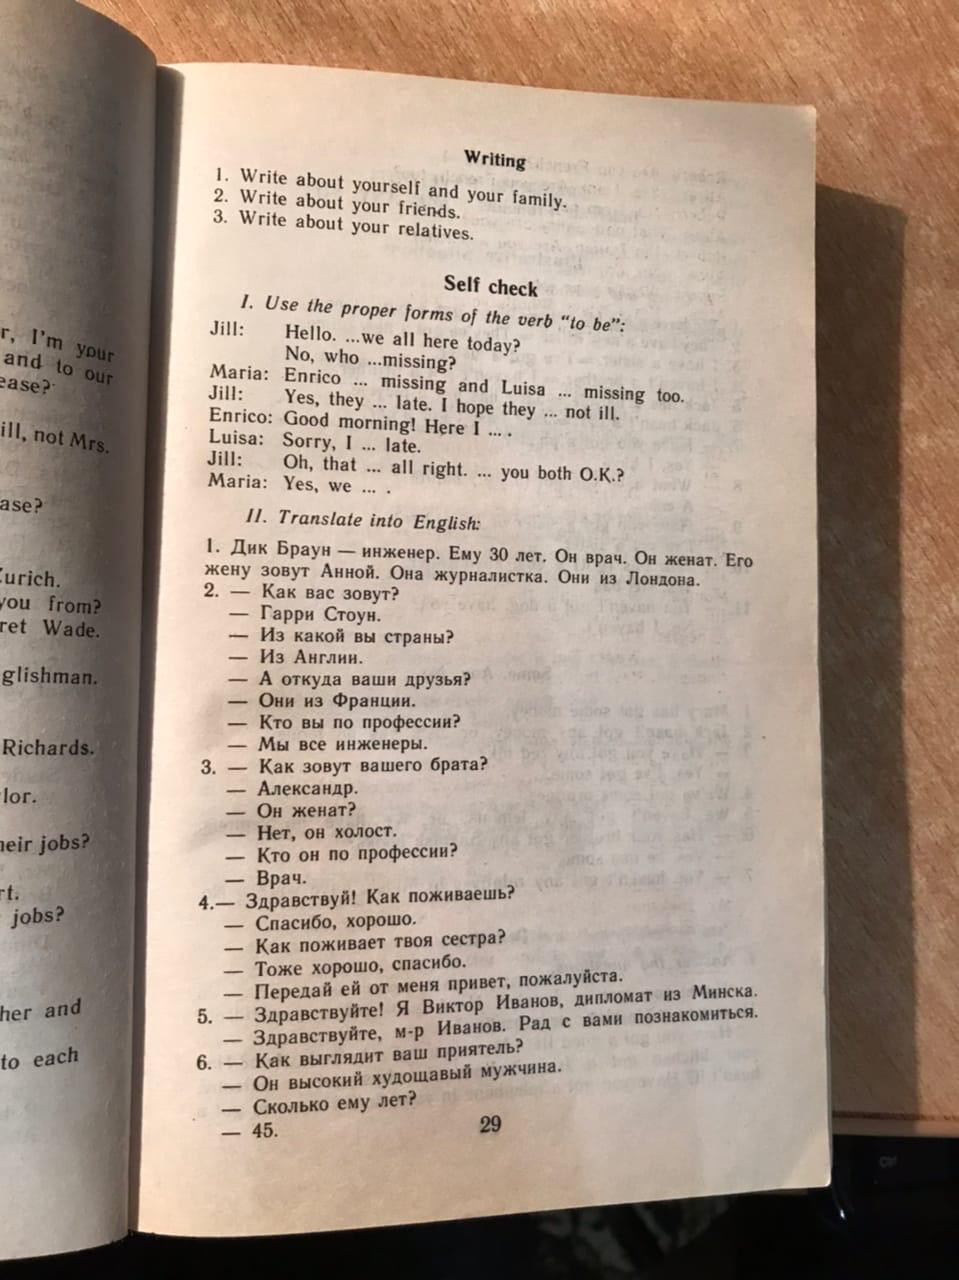 r, I'm your
and to our
ease?
ill, not Mrs.
ase?
Zurich.
you from?
ret Wade.
glishman.
Richards.
lor.
heir jobs?
rt.
jobs?
her and
to each
Writing
1. Write about yourself and your family.
2. Write about your friends.
3. Write about your relatives.
Self check
I. Use the proper forms of the verb "to be":
Jill: Hello. ...we all here today?
No, who ...missing?
Maria: Enrico ... missing and Luisa ... missing too.
Jill: Yes, they ... late. I hope they ... not ill.
Enrico: Good morning! Here I ... .
Luisa: Sorry, I ... late.
Jill: Oh, that ... all right. ... you both O.K.?
Maria: Yes, we ... .
II. Translate into English:
1. Дик Браун — инженер. Ему 30 лет. Он врач. Он женат. Его
жену зовут Анной. Она журналистка. Они из Лондона.
2. — Как вас зовут?
— Гарри Стоун.
— Из какой вы страны?
— Из Англии.
— А откуда ваши друзья?
— Они из Франции.
— Кто вы по профессии?
— Мы все инженеры.
3. — Как зовут вашего брата?
— Александр.
— Он женат?
— Нет, он холост.
— Кто он по профессии?
— Врач.
4.— Здравствуй! Как поживаешь?
— Спасибо, хорошо.
— Как поживает твоя сестра?
— Тоже хорошо, спасибо.
— Передай ей от меня привет, пожалуйста.
5. — Здравствуйте! Я Виктор Иванов, дипломат из Минска.
— Здравствуйте, м-р Иванов. Рад с вами познакомиться.
6. — Как выглядит ваш приятель?
— Он высокий худощавый мужчина.
— Сколько ему лет?
— 45.
29
Ctrl